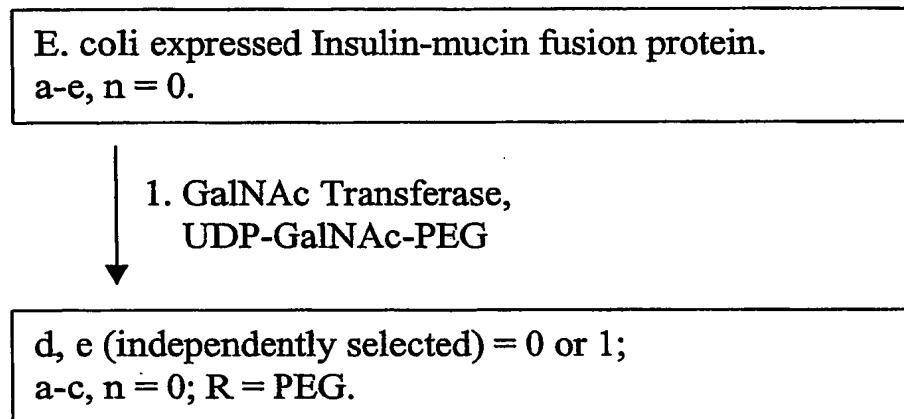 E. coli expressed Insulin-mucin fusion protein.
a-e, n = 0.
1. GalNAc Transferase,
UDP-GalNAc-PEG
d, e (independently selected) = 0 or 1;
a-c, n = 0; R = PEG.